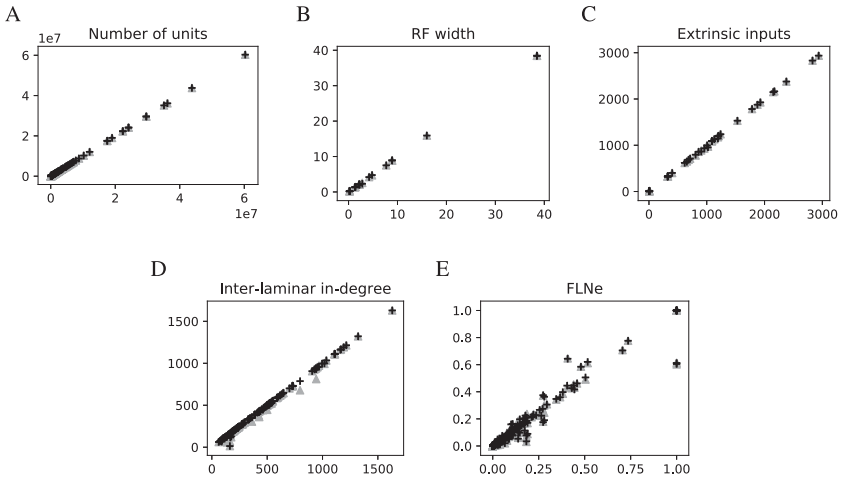 A
Number of units
1e7
6
4
2
0
0 2 4 6
1e7
B
RF width
40
30
20
10
0
0 10 20 30 40
C
Extrinsic inputs
3000
2000
1000
0
0 1000 2000 3000
D
Inter-laminar in-degree
1500
1000
500
0
0 500 1000 1500
E
FLNe
1.0
0.8
0.6
0.4
0.2
0.0
0.00 0.25 0.50 0.75 1.00